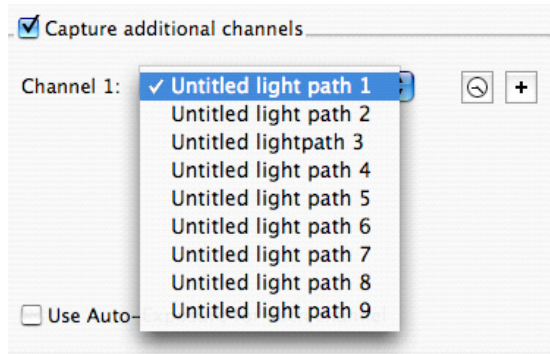 Capture additional channels
Channel 1: ✓ Untitled light path 1
Untitled light path 2
Untitled lightpath 3
Untitled light path 4
Untitled light path 5
Untitled light path 6
Untitled light path 7
Untitled light path 8
Use Auto- Untitled light path 9